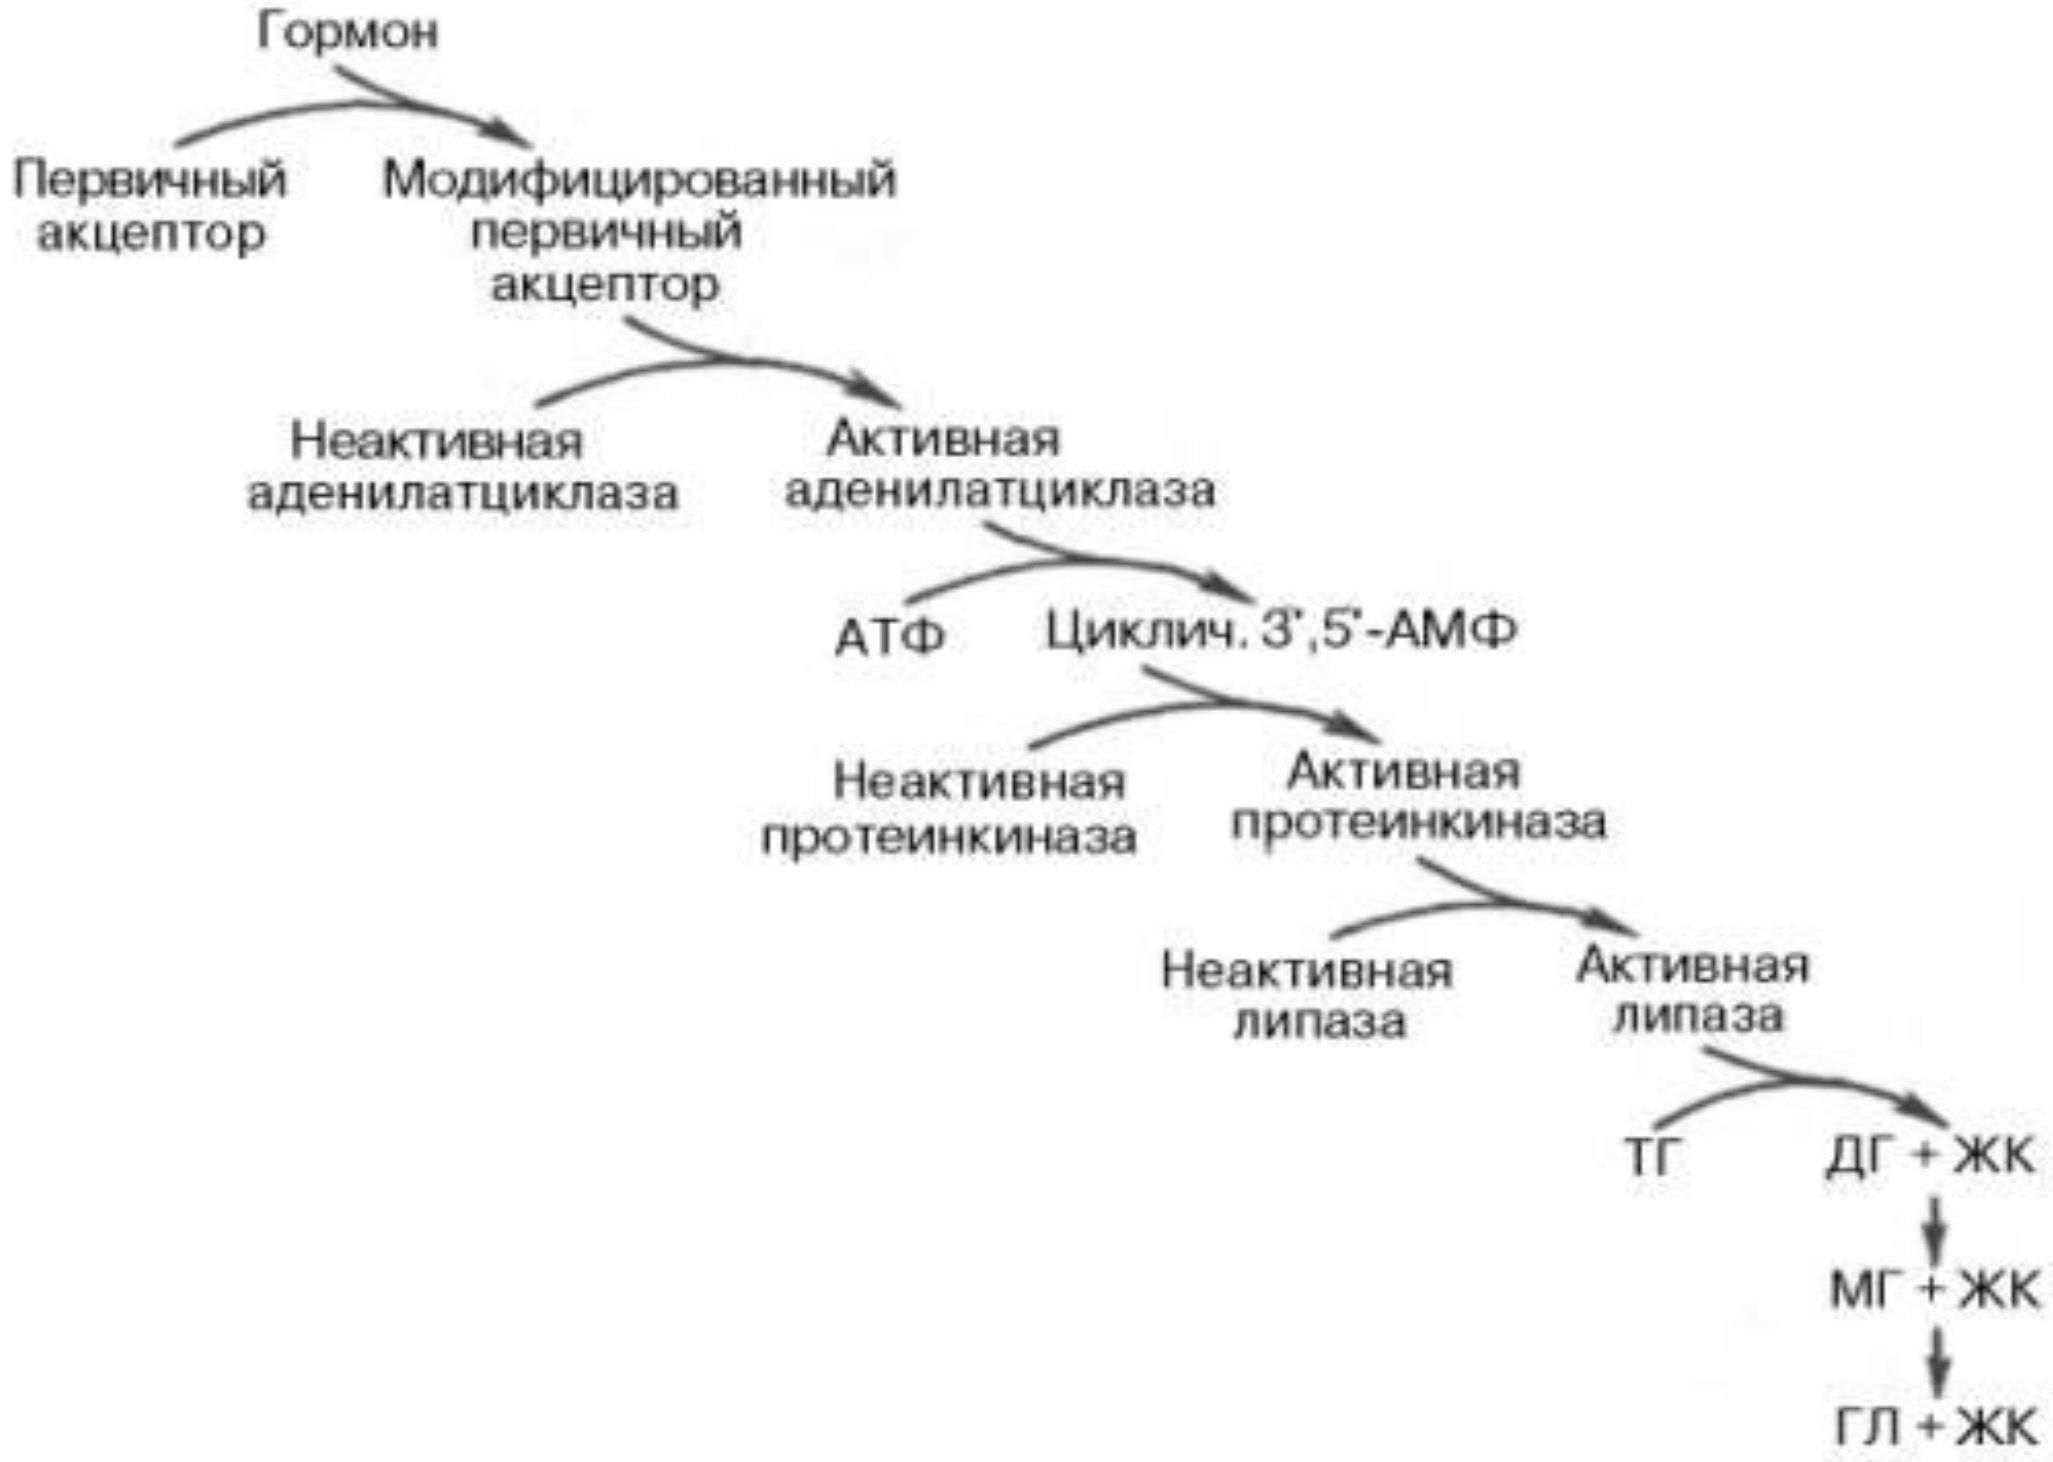 Гормон
Первичный
акцептор
Модифицированный
первичный
акцептор
Неактивная
аденилатциклаза
Активная
аденилатциклаза
АТФ
Циклич. 3',5'-АМФ
Неактивная
протеинкиназа
Активная
протеинкиназа
Неактивная
липаза
Активная
липаза
ТГ
ДГ + ЖК
МГ + ЖК
ГЛ + ЖК